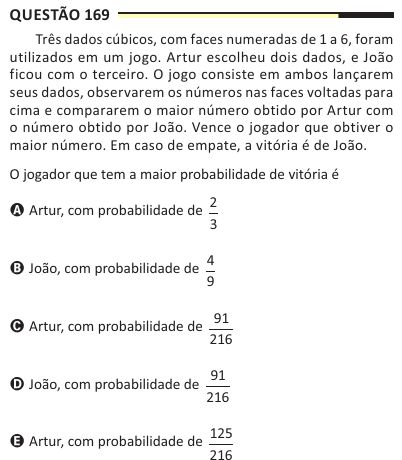 QUESTÃO 169
Três dados cúbicos, com faces numeradas de 1 a 6, foram
utilizados em um jogo. Artur escolheu dois dados, e João
ficou com o terceiro. O jogo consiste em ambos lançarem
seus dados, observarem os números nas faces voltadas para
cima e compararem o maior número obtido por Artur com
o número obtido por João. Vence o jogador que obtiver o
maior número. Em caso de empate, a vitória é de João.
O jogador que tem a maior probabilidade de vitória é
A Artur, com probabilidade de 2/3
B João, com probabilidade de 4/9
C Artur, com probabilidade de 91/216
D João, com probabilidade de 91/216
E Artur, com probabilidade de 125/216